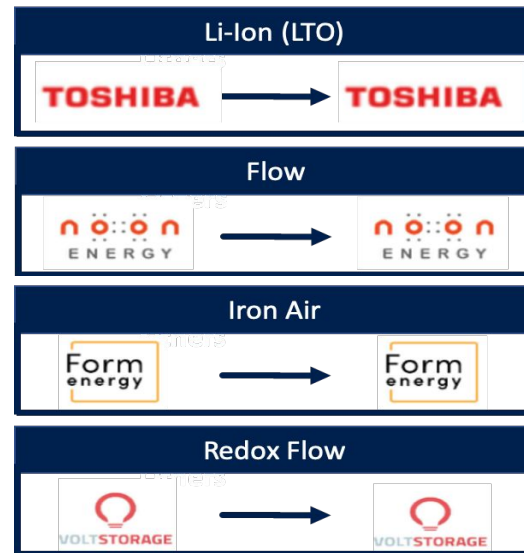 Li-Ion (LTO)
TOSHIBA TOSHIBA
Flow
noon noon
ENERGY ENERGY
Iron Air
Form Form
energy energy
Redox Flow
VOLTSTORAGE VOLTSTORAGE